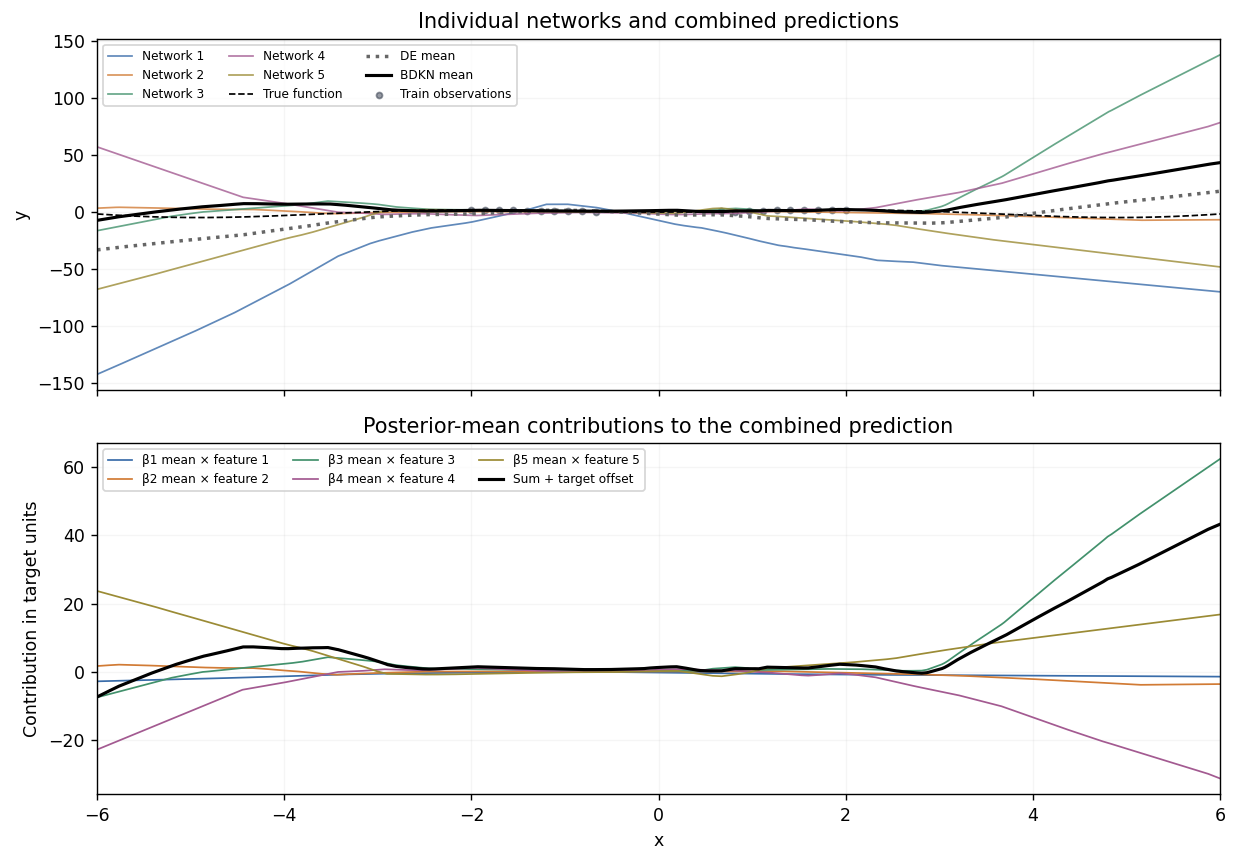 Individual networks and combined predictions
Network 1
Network 2
Network 3
Network 4
Network 5
True function
DE mean
BDKN mean
Train observations
150
100
50
0
−50
−100
−150
y
Posterior-mean contributions to the combined prediction
β1 mean × feature 1
β2 mean × feature 2
β3 mean × feature 3
β4 mean × feature 4
β5 mean × feature 5
Sum + target offset
60
40
20
0
−20
Contribution in target units
−6
−4
−2
0
2
4
6
x